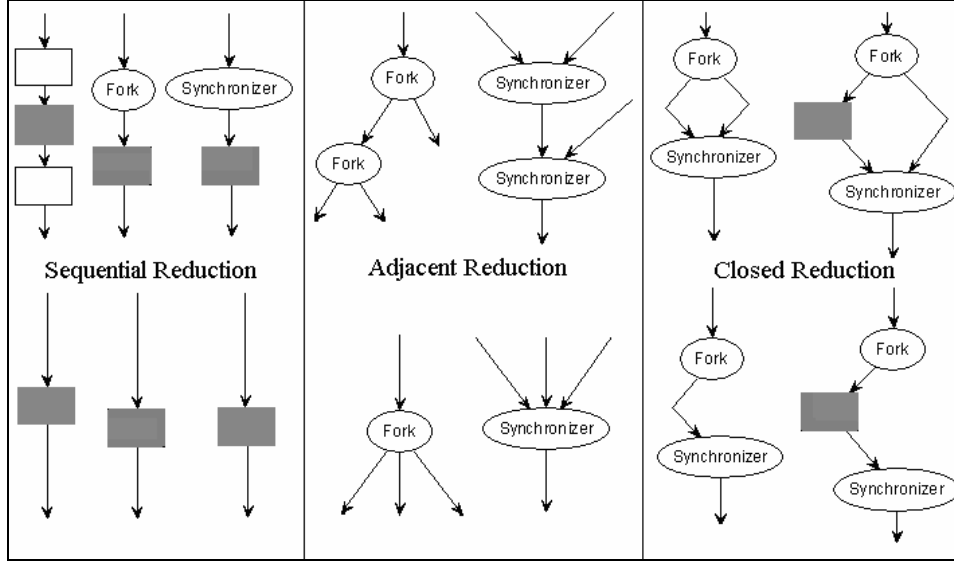 Fork
Synchronizer
Sequential Reduction
Fork
Fork
Synchronizer
Synchronizer
Adjacent Reduction
Fork
Synchronizer
Fork
Synchronizer
Fork
Synchronizer
Closed Reduction
Fork
Synchronizer
Fork
Synchronizer